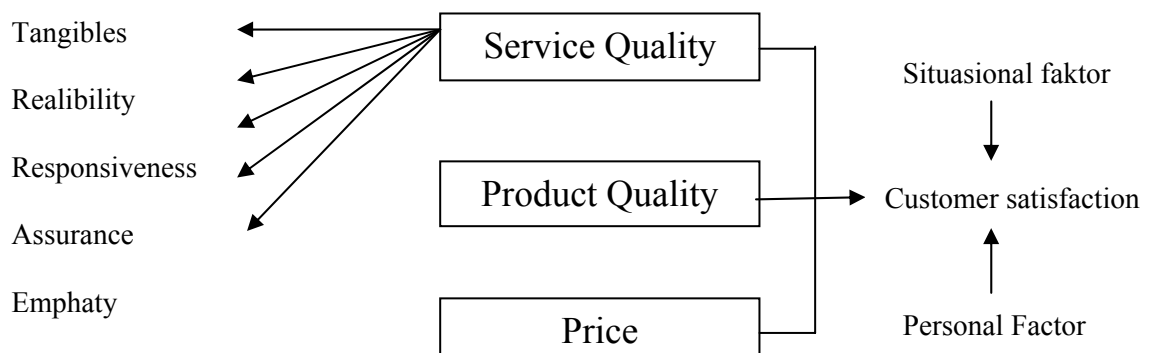 Tangibles
Realibility
Responsiveness
Assurance
Emphaty
Service Quality
Product Quality
Price
Situasional faktor
Customer satisfaction
Personal Factor